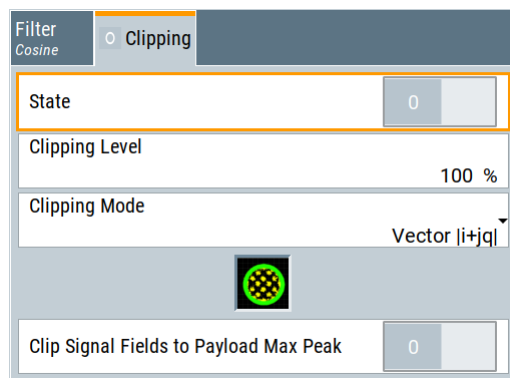 Filter
Cosine
0 Clipping
State
0
Clipping Level
100 %
Clipping Mode
Vector |i+jq|
Clip Signal Fields to Payload Max Peak
0